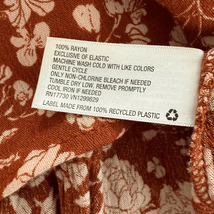 100% RAYON
EXCLUSIVE OF ELASTIC
MACHINE WASH COLD WITH LIKE COLORS
GENTLE CYCLE
ONLY NON-CHLORINE BLEACH IF NEEDED
TUMBLE DRY LOW. REMOVE PROMPTLY
COOL IRON IF NEEDED
RN17730 VN1299629
LABEL MADE FROM 100% RECYCLED PLASTIC